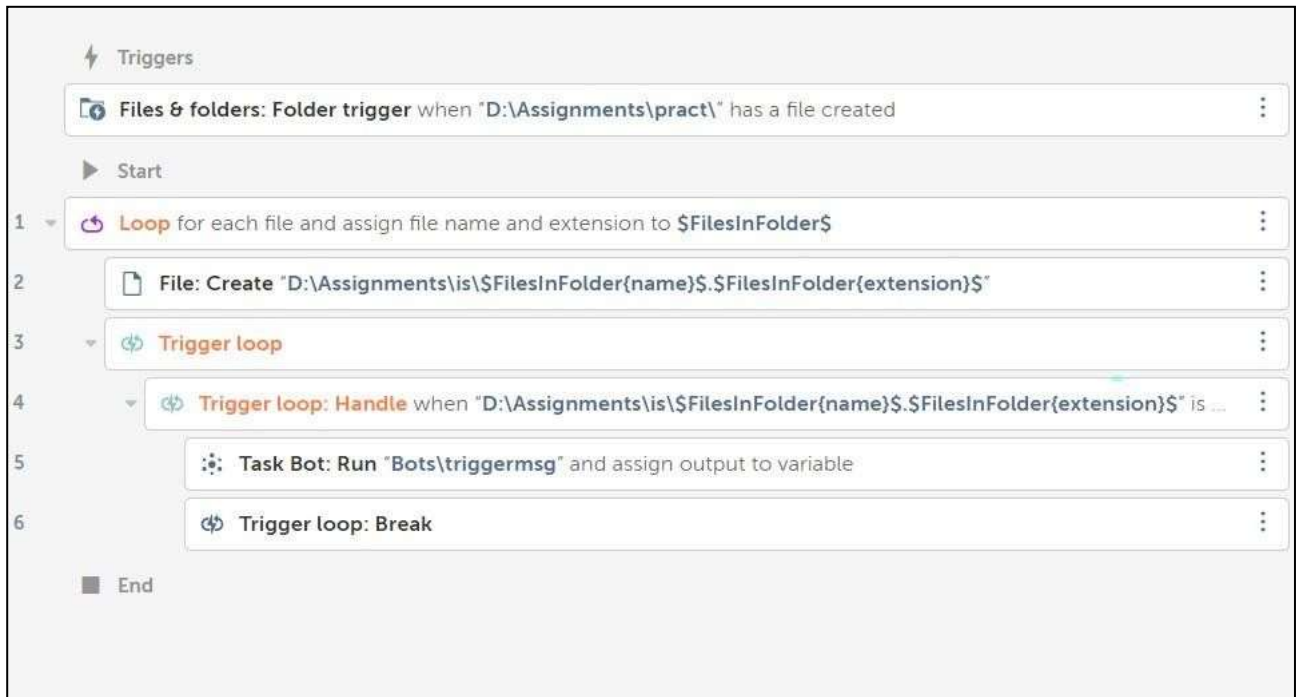 Triggers
Files & folders: Folder trigger when “D:\Assignments\pract\” has a file created
Start
1 Loop for each file and assign file name and extension to $FilesInFolder$
2 File: Create “D:\Assignments\is\$FilesInFolder{name}$.$FilesInFolder{extension}$”
3 Trigger loop
4 Trigger loop: Handle when “D:\Assignments\is\$FilesInFolder{name}$.$FilesInFolder{extension}$” is ...
5 Task Bot: Run “Bots\triggermsg” and assign output to variable
6 Trigger loop: Break
End